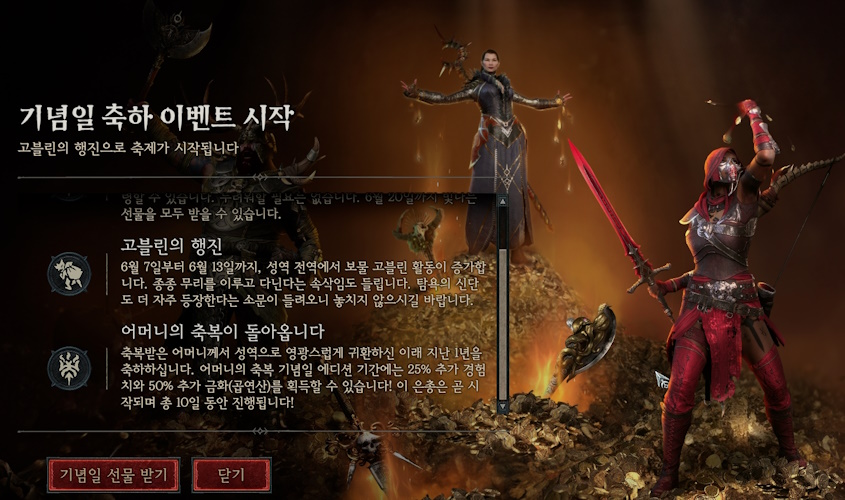 기념일 축하 이벤트 시작
고블린의 행진으로 축제가 시작됩니다
선물을 모두 받을 수 있습니다.
고블린의 행진
6월 7일부터 6월 13일까지, 성역 전역에서 보물 고블린 활동이 증가합
니다. 종종 무리를 이루고 다닌다는 속삭임도 들립니다. 탐욕의 신단
도 더 자주 등장한다는 소문이 들려오니 놓치지 않으시길 바랍니다.
어머니의 축복이 돌아옵니다
축복받은 어머니께서 성역으로 영광스럽게 귀환하신 이래 지난 1년을
축하하십니다. 어머니의 축복 기념일 에디션 기간에는 25% 추가 경험
치와 50% 추가 금화(곱연산)를 획득할 수 있습니다! 이 은총은 곧 시
작되며 총 10일 동안 진행됩니다!
기념일 선물 받기
닫기